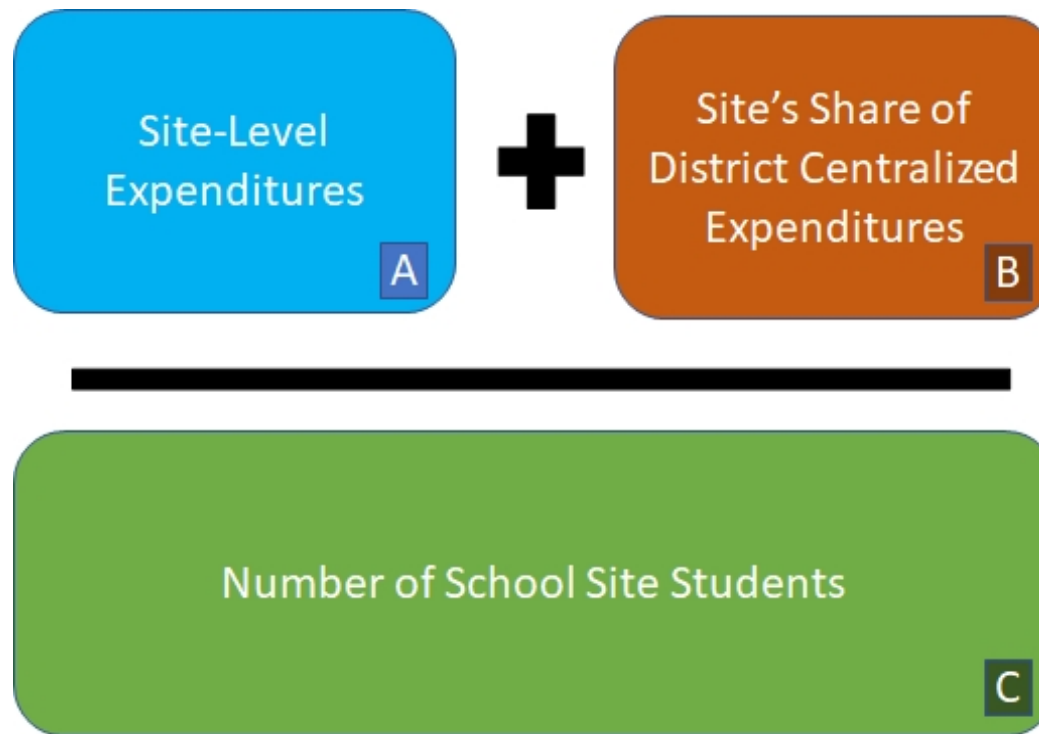 Site-Level
Expenditures
A
Site’s Share of
District Centralized
Expenditures
B
Number of School Site Students
C